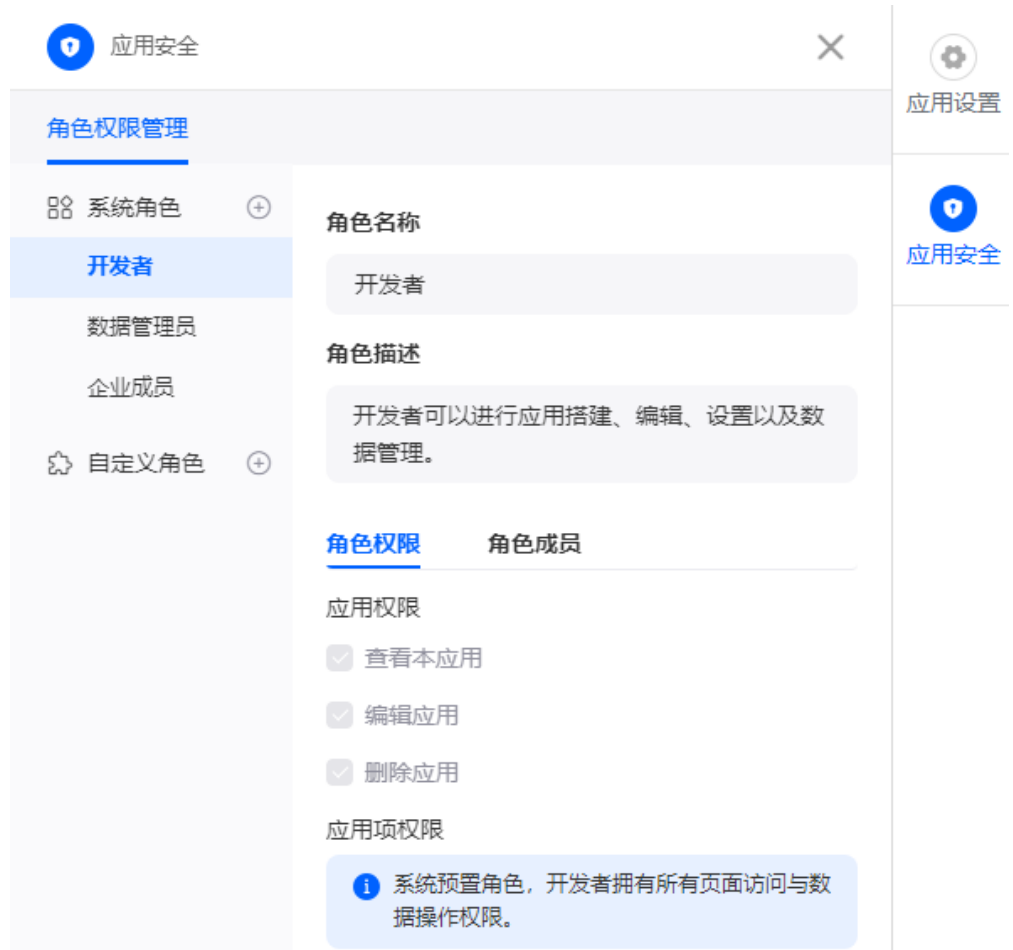 应用安全
应用设置
角色权限管理
系统角色
开发者
数据管理员
企业成员
自定义角色
应用安全
角色名称
开发者
角色描述
开发者可以进行应用搭建、编辑、设置以及数
据管理。
角色权限
角色成员
应用权限
查看本应用
编辑应用
删除应用
应用项权限
系统预置角色，开发者拥有所有页面访问与数
据操作权限。